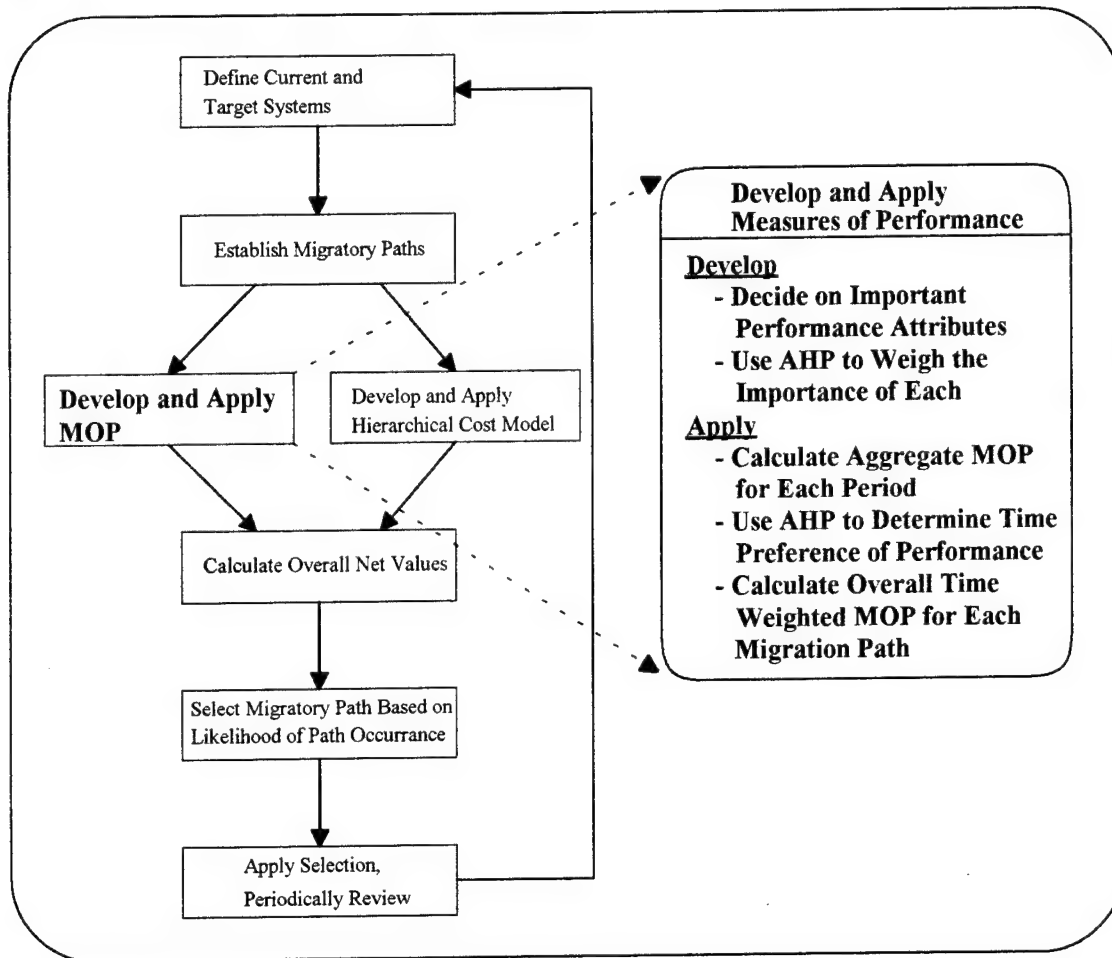 Define Current and
Target Systems
Establish Migratory Paths
Develop and Apply
MOP
Develop and Apply
Hierarchical Cost Model
Calculate Overall Net Values
Select Migratory Path Based on
Likelihood of Path Occurrance
Apply Selection,
Periodically Review
Develop and Apply
Measures of Performance
Develop
- Decide on Important
Performance Attributes
- Use AHP to Weigh the
Importance of Each
Apply
- Calculate Aggregate MOP
for Each Period
- Use AHP to Determine Time
Preference of Performance
- Calculate Overall Time
Weighted MOP for Each
Migration Path